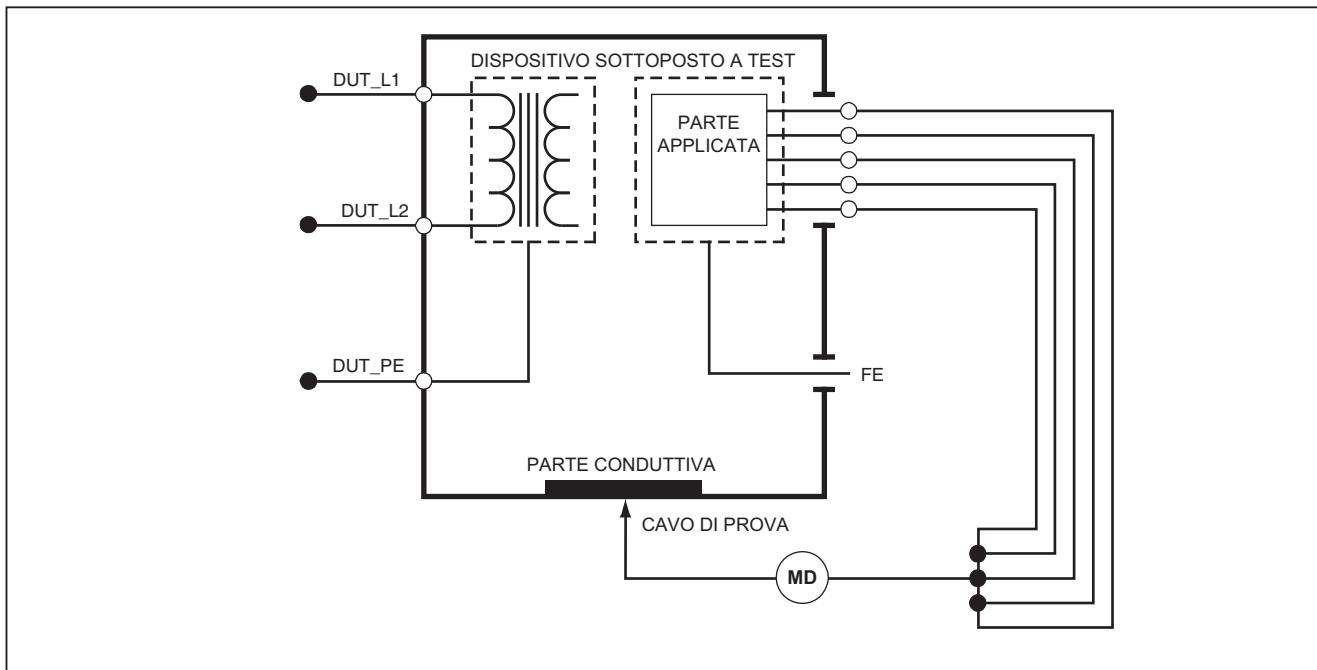 DISPOSITIVO SOTTOPOSTO A TEST
DUT_L1
PARTE
APPLICATA
DUT_L2
DUT_PE
FE
PARTE CONDUTTIVA
CAVO DI PROVA
MD